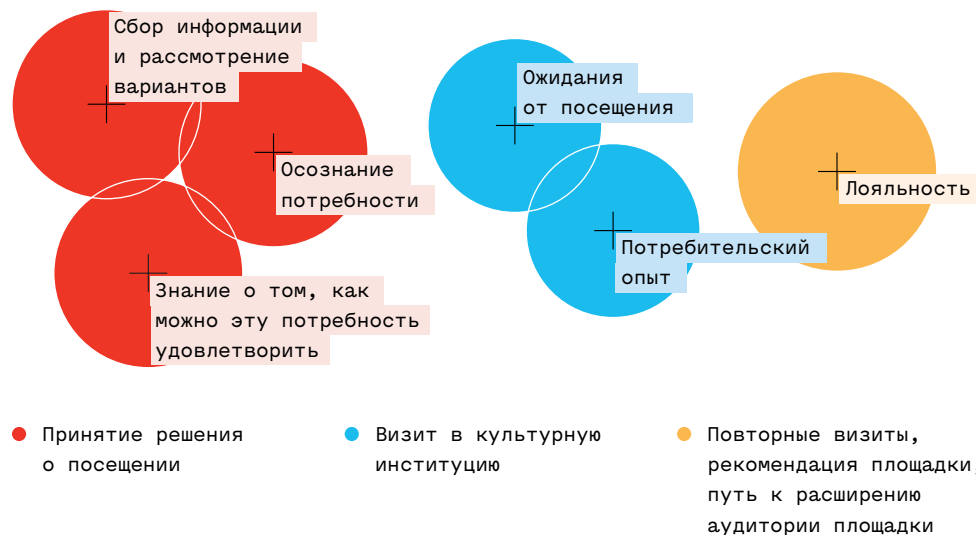 Сбор информации
и рассмотрение
вариантов
Осознание
потребности
Знание о том, как
можно эту потребность
удовлетворить
Ожидания
от посещения
Потребительский
опыт
Лояльность
Принятие решения
о посещении
Визит в культурную
институцию
Повторные визиты,
рекомендация площадки,
путь к расширению
аудитории площадки